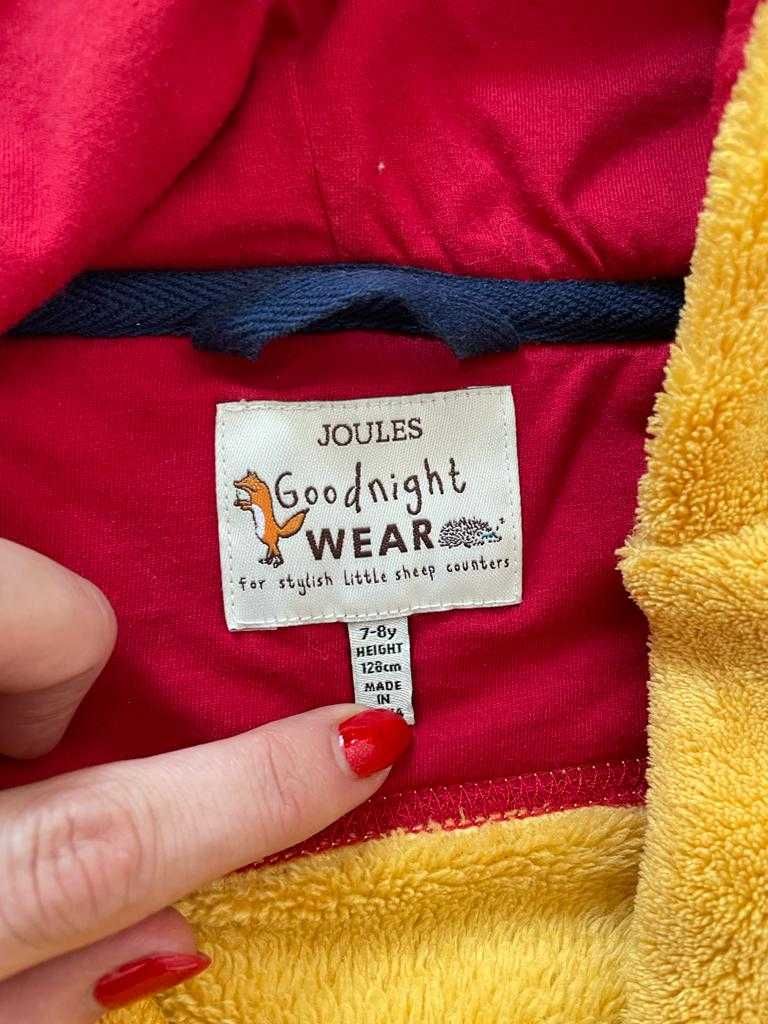 JOULES
Goodnight
WEAR
for stylish little sheep counters
7-8y
HEIGHT
128cm
MADE
IN